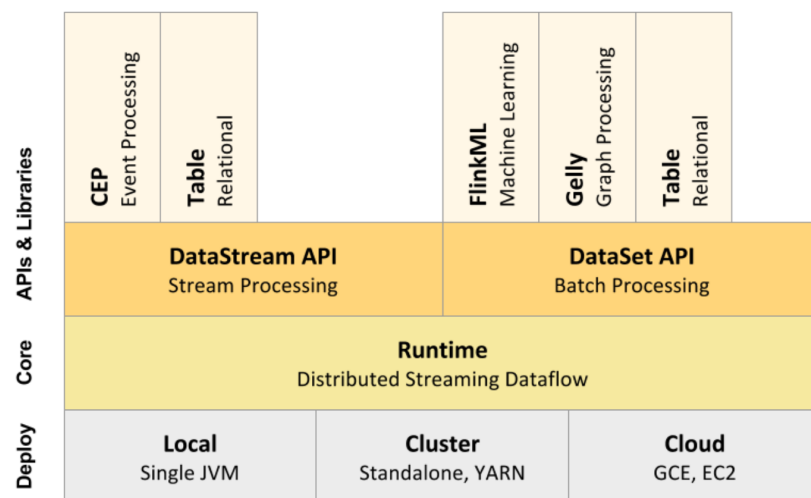 APIs & Libraries
CEP
Event Processing
Table
Relational
FlinkML
Machine Learning
Gelly
Graph Processing
Table
Relational
DataStream API
Stream Processing
DataSet API
Batch Processing
Core
Runtime
Distributed Streaming Dataflow
Deploy
Local
Single JVM
Cluster
Standalone, YARN
Cloud
GCE, EC2